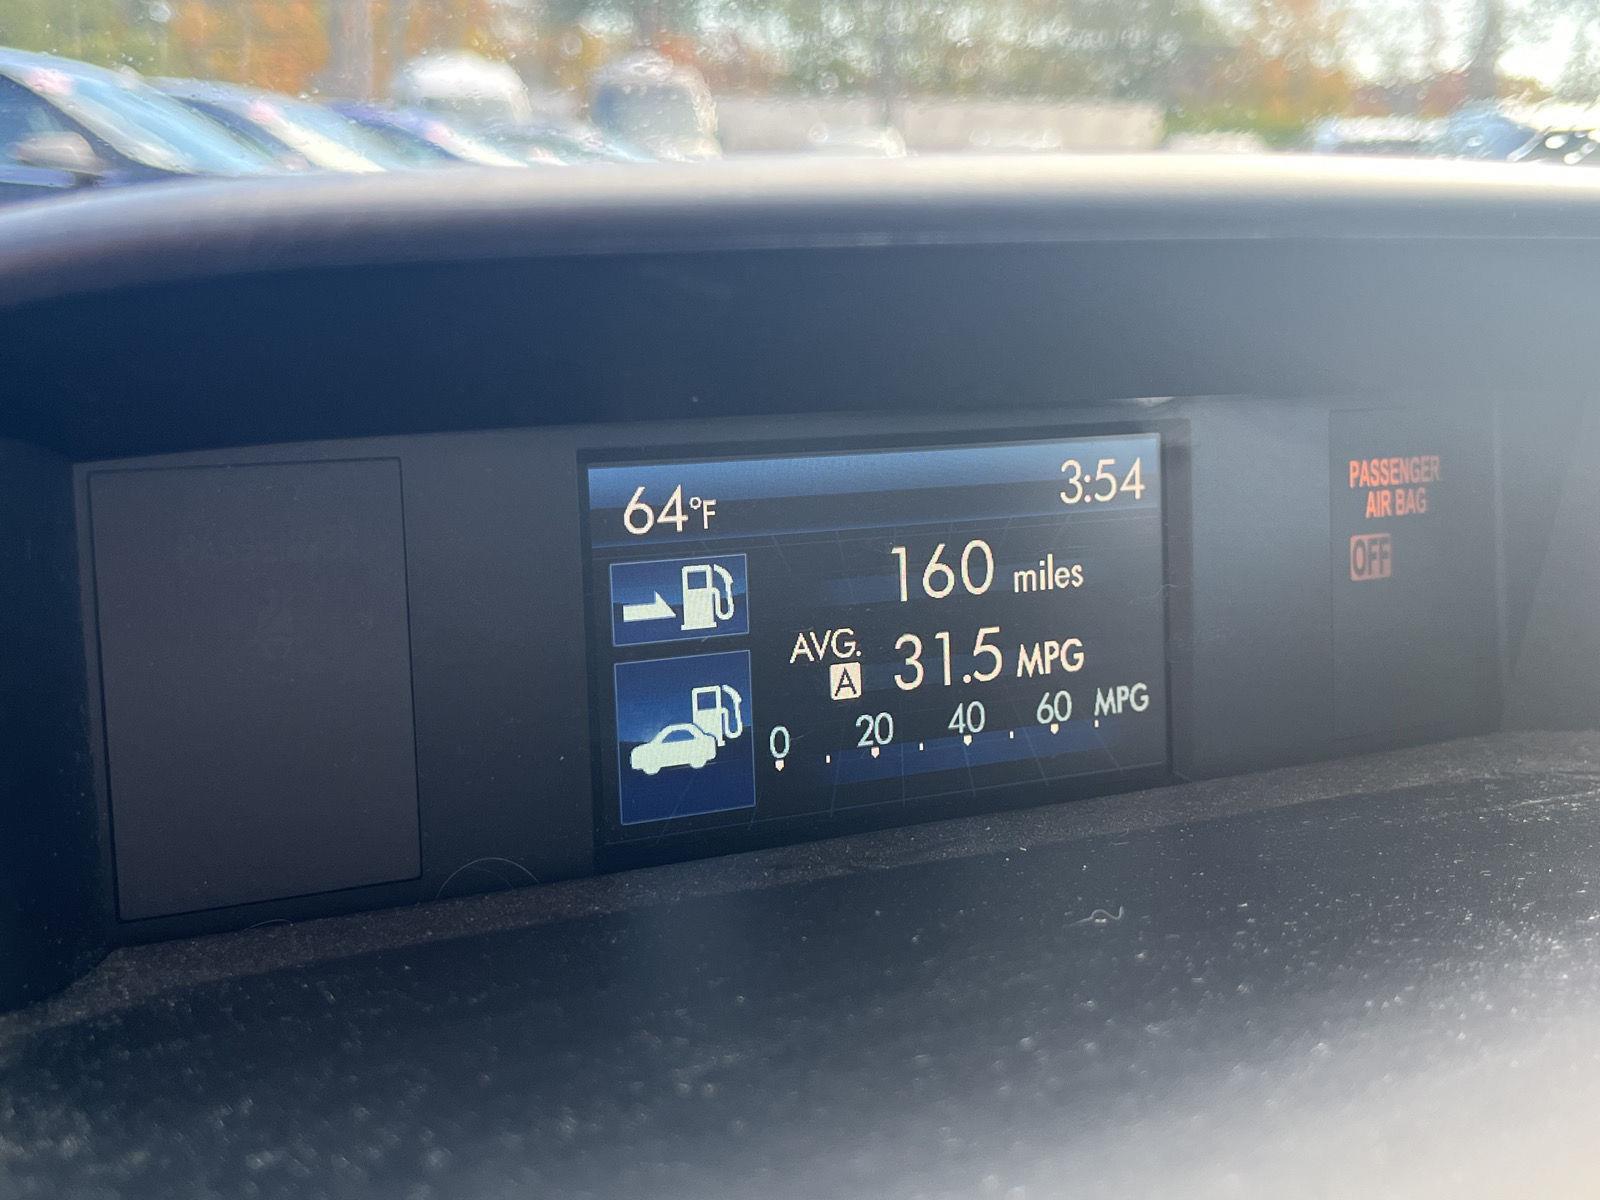 64°F 3:54
160 miles
AVG. A 31.5 MPG
0 20 40 60 MPG
PASSENGER
AIR BAG
OFF